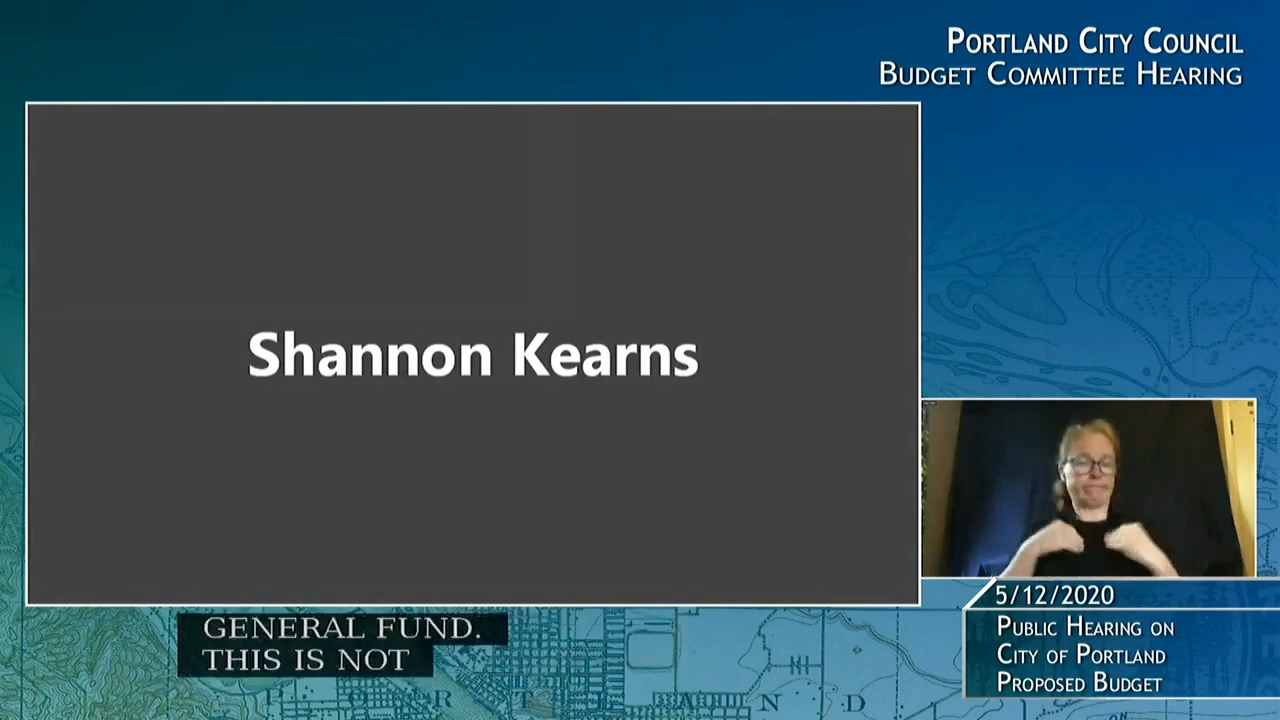 PORTLAND CITY COUNCIL
BUDGET COMMITTEE HEARING
Shannon Kearns
GENERAL FUND.
THIS IS NOT
5/12/2020
PUBLIC HEARING ON
CITY OF PORTLAND
PROPOSED BUDGET
P O R T L A N D
ON